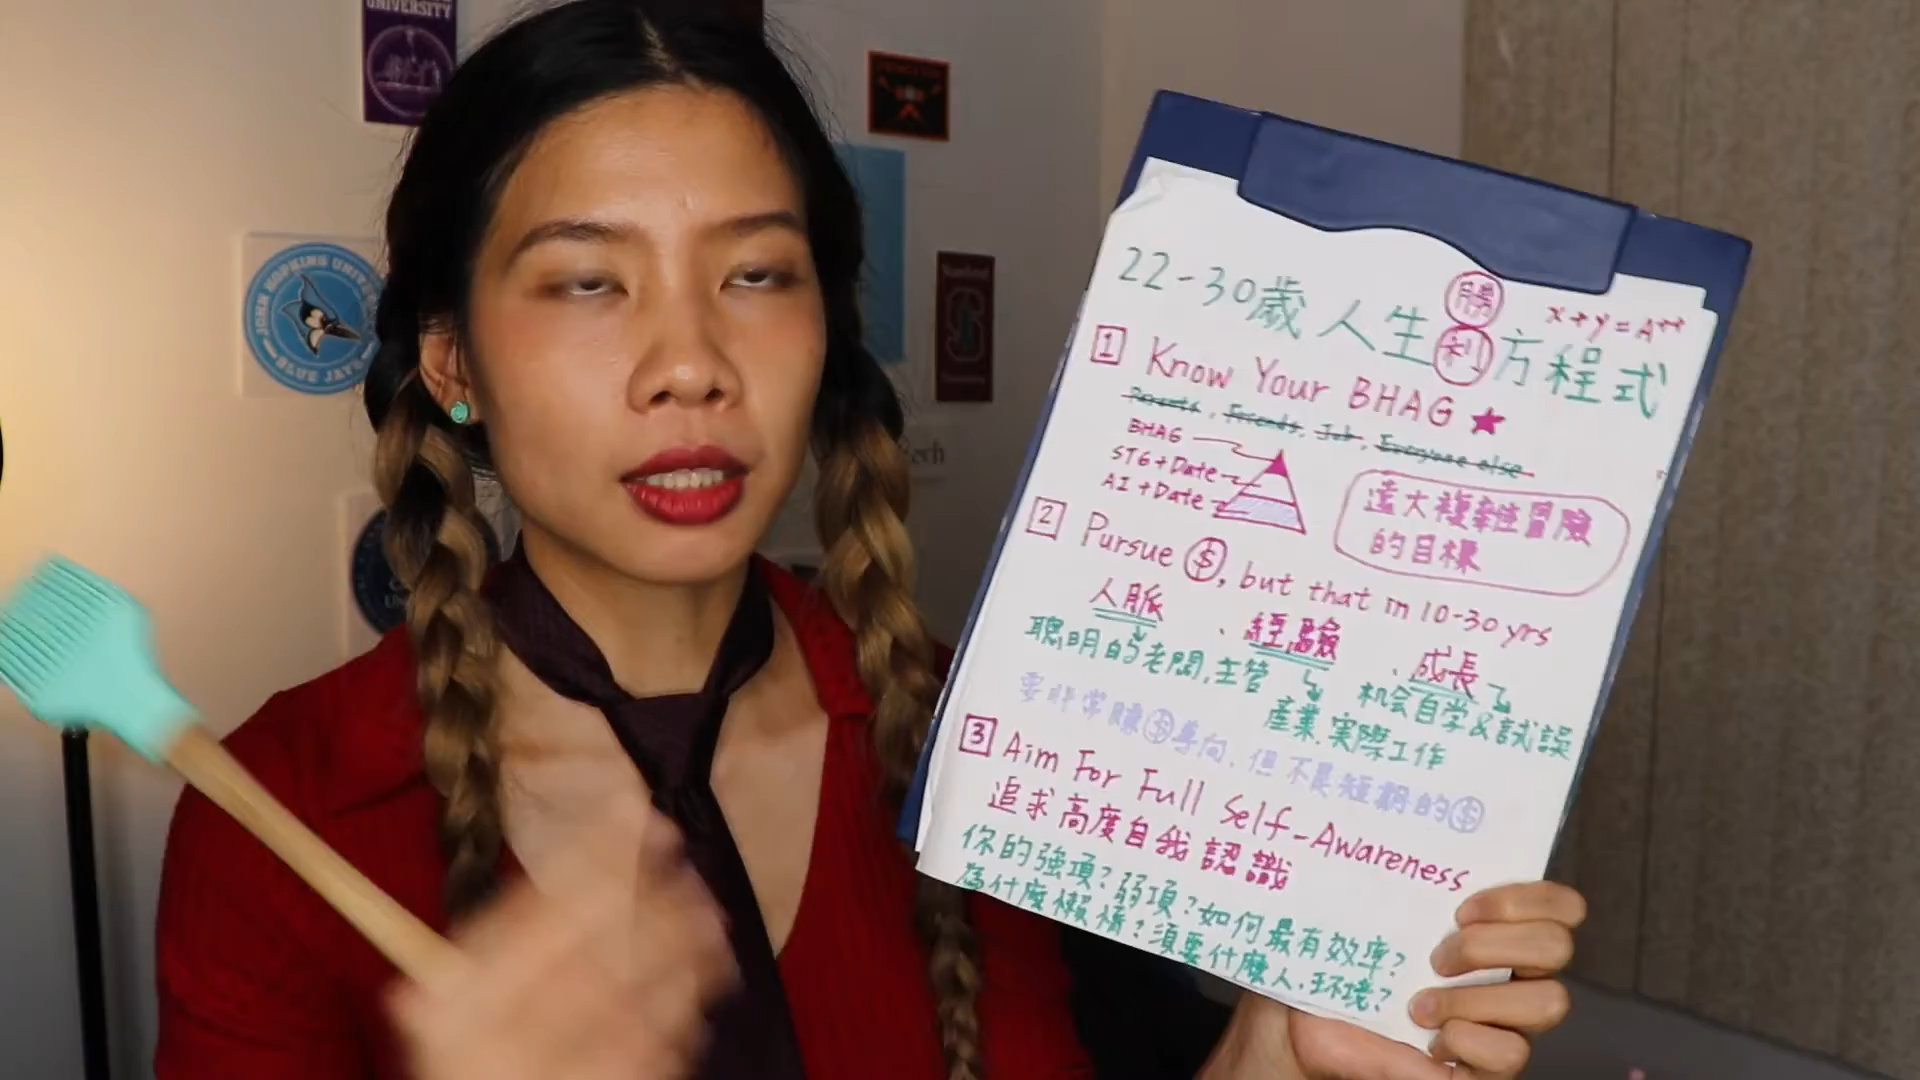 UNIVERSITY
JOHN HOPKINS UNIVE
BLUE JAYS
Stanford
S
ech
22-30歲人生勝利方程式
x+y=A++
1 Know Your BHAG ★
Parents, Friends, Job, Everyone else
BHAG
STG+Date
AI+Date
遠大複雜冒險
的目標
2 Pursue $, but that in 10-30 yrs
人脈、經驗、成長
聰明的老闆,主管
產業.実際工作
机会自学&試誤
要非常賺$導向,但不是短期的$
3 Aim For Full Self-Awareness
追求高度自我認識
你的強項?弱項?如何最有效率?
為什麼懶惰?須要什麼人.环境?